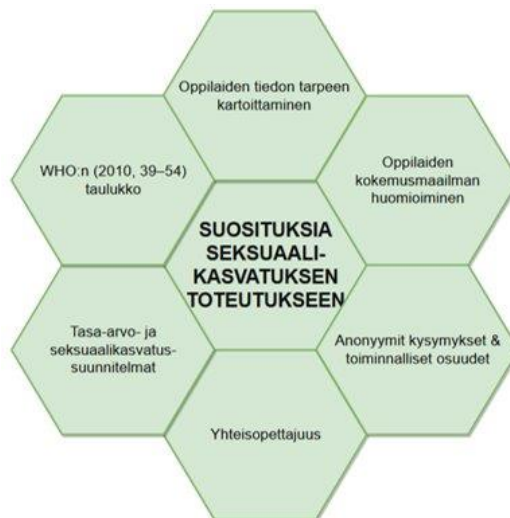 Oppilaiden tiedon tarpeen
kartoittaminen
WHO:n (2010, 39–54)
taulukko
Oppilaiden
kokemusmaailman
huomioiminen
SUOSITUKSIA
SEKSUAALI-
KASVATUKSEN
TOTEUTUKSEEN
Tasa-arvo- ja
seksuaalikasvatus-
suunnitelmat
Anonyymit kysymykset &
toiminnalliset osuudet
Yhteisopettajuus